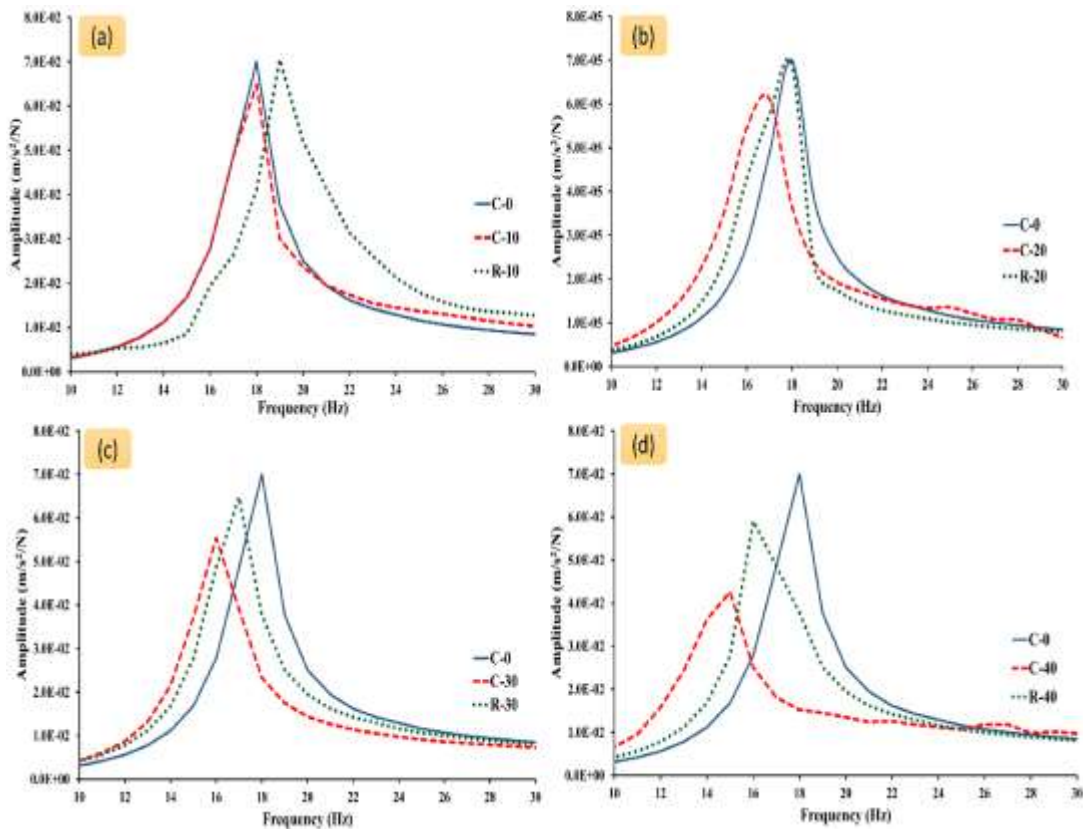 (a)
8.0E-02
7.0E-02
6.0E-02
5.0E-02
4.0E-02
3.0E-02
2.0E-02
1.0E-02
0.0E+00
Amplitude (m/s²/N)
C-0
C-10
R-10
10 12 14 16 18 20 22 24 26 28 30
Frequency (Hz)
(b)
8.0E-05
7.0E-05
6.0E-05
5.0E-05
4.0E-05
3.0E-05
2.0E-05
1.0E-05
0.0E+00
Amplitude (m/s²/N)
C-0
C-20
R-20
10 12 14 16 18 20 22 24 26 28 30
Frequency (Hz)
(c)
8.0E-02
7.0E-02
6.0E-02
5.0E-02
4.0E-02
3.0E-02
2.0E-02
1.0E-02
0.0E+00
Amplitude (m/s²/N)
C-0
C-30
R-30
10 12 14 16 18 20 22 24 26 28 30
Frequency (Hz)
(d)
8.0E-02
7.0E-02
6.0E-02
5.0E-02
4.0E-02
3.0E-02
2.0E-02
1.0E-02
0.0E+00
Amplitude (m/s²/N)
C-0
C-40
R-40
10 12 14 16 18 20 22 24 26 28 30
Frequency (Hz)